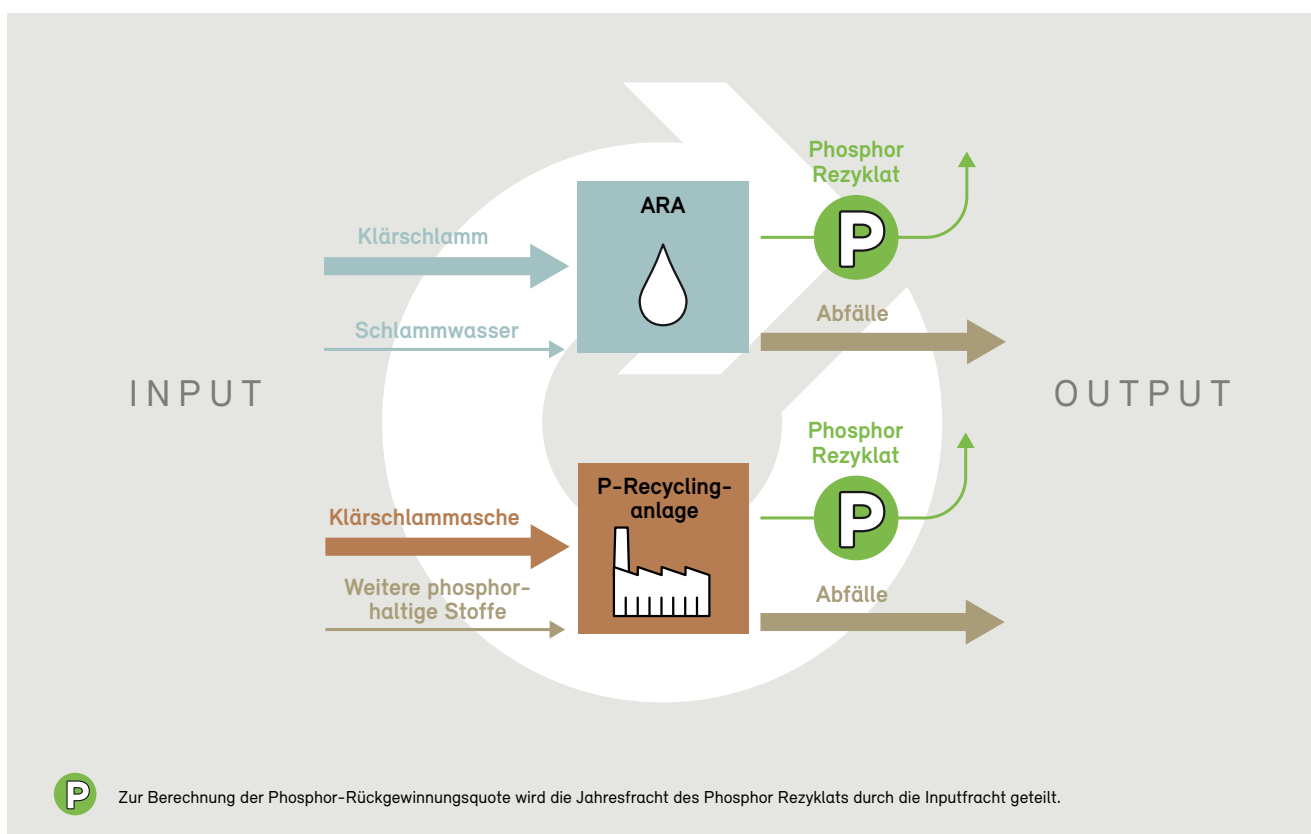 Phosphor
Rezyklat
P
ARA
Klärschlamm
Abfälle
Schlammwasser
INPUT
OUTPUT
Phosphor
Rezyklat
P
P-Recycling-
anlage
Klärschlammasche
Weitere phosphor-
haltige Stoffe
Abfälle
P
Zur Berechnung der Phosphor-Rückgewinnungsquote wird die Jahresfracht des Phosphor Rezyklats durch die Inputfracht geteilt.